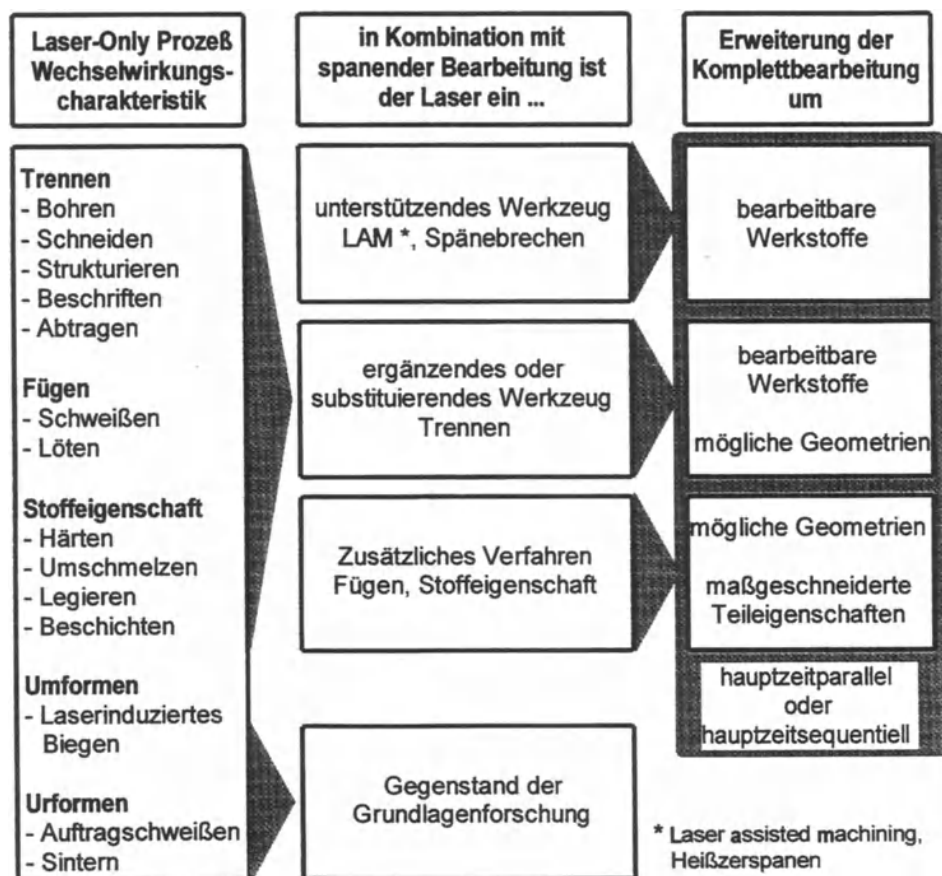 Laser-Only Prozeß
Wechselwirkungs-
charakteristik
in Kombination mit
spanender Bearbeitung ist
der Laser ein ...
Erweiterung der
Komplettbearbeitung
um
Trennen
- Bohren
- Schneiden
- Strukturieren
- Beschriften
- Abtragen
Fügen
- Schweißen
- Löten
Stoffeigenschaft
- Härten
- Umschmelzen
- Legieren
- Beschichten
Umformen
- Laserinduziertes
Biegen
Urformen
- Auftragschweißen
- Sintern
unterstützendes Werkzeug
LAM *, Spänebrechen
ergänzendes oder
substituierendes Werkzeug
Trennen
Zusätzliches Verfahren
Fügen, Stoffeigenschaft
Gegenstand der
Grundlagenforschung
bearbeitbare
Werkstoffe
bearbeitbare
Werkstoffe
mögliche Geometrien
mögliche Geometrien
maßgeschneiderte
Teileigenschaften
hauptzeitparallel
oder
hauptzeitsequentiell
* Laser assisted machining,
Heißzerspanen